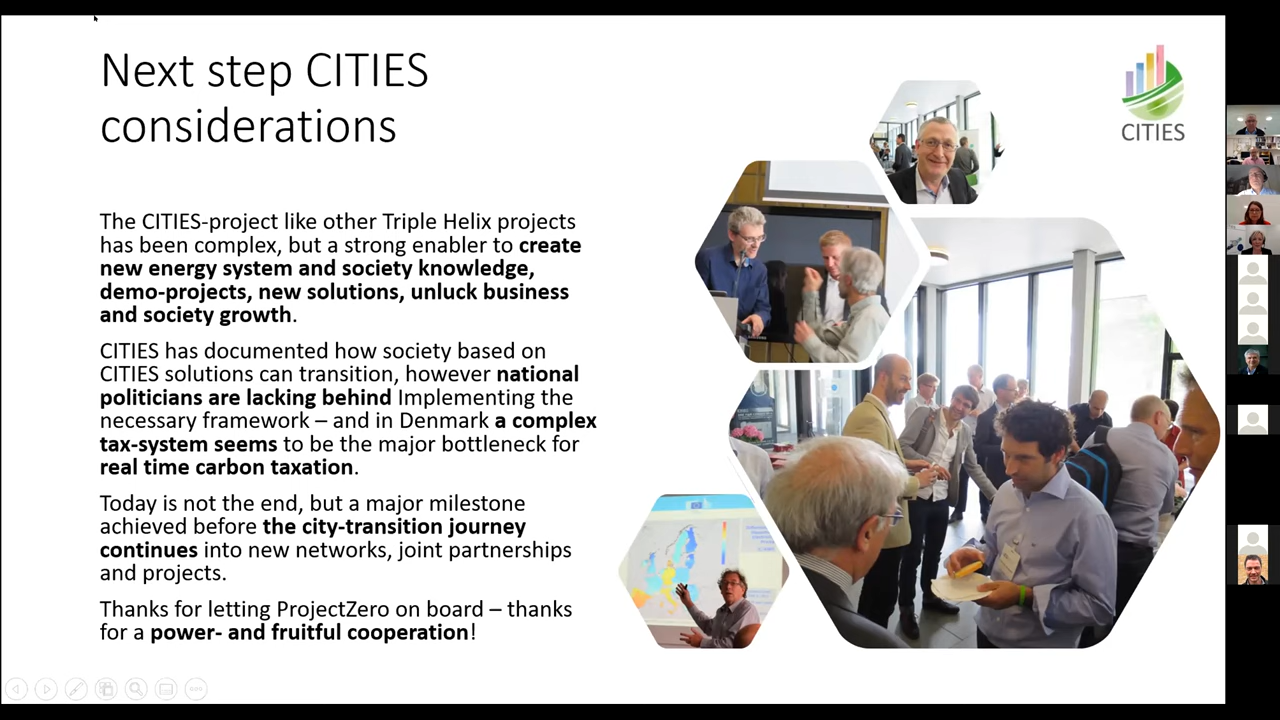 Next step CITIES
considerations
CITIES
The CITIES-project like other Triple Helix projects
has been complex, but a strong enabler to create
new energy system and society knowledge,
demo-projects, new solutions, unluck business
and society growth.
CITIES has documented how society based on
CITIES solutions can transition, however national
politicians are lacking behind Implementing the
necessary framework – and in Denmark a complex
tax-system seems to be the major bottleneck for
real time carbon taxation.
Today is not the end, but a major milestone
achieved before the city-transition journey
continues into new networks, joint partnerships
and projects.
Thanks for letting ProjectZero on board – thanks
for a power- and fruitful cooperation!